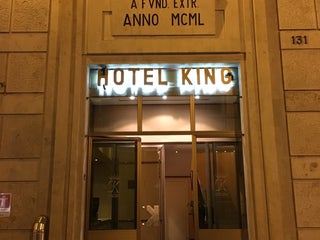 A FVND. EXTR.
ANNO MCML
HOTEL KING
131